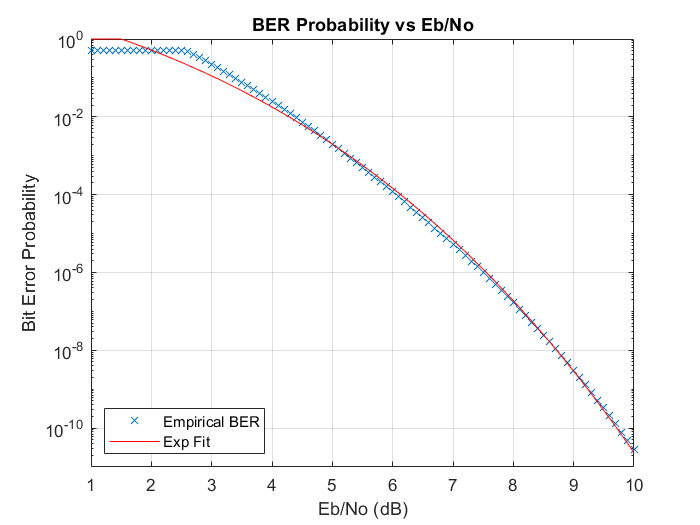 BER Probability vs Eb/No
10^0
10^-2
10^-4
10^-6
10^-8
10^-10
Bit Error Probability
Empirical BER
Exp Fit
1 2 3 4 5 6 7 8 9 10
Eb/No (dB)